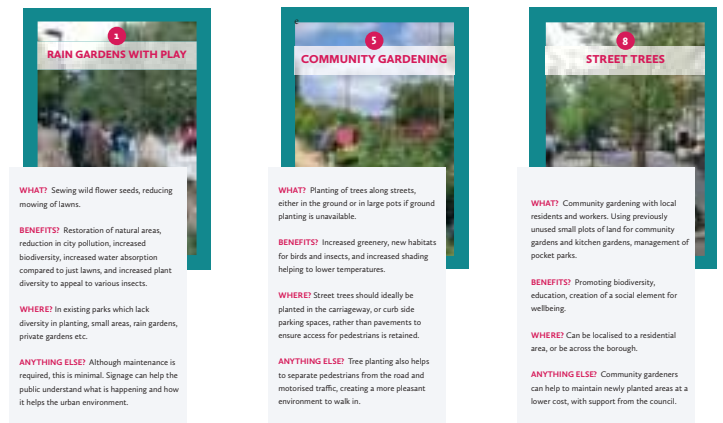 1
RAIN GARDENS WITH PLAY
WHAT? Sewing wild flower seeds, reducing
mowing of lawns.
BENEFITS? Restoration of natural areas,
reduction in city pollution, increased
biodiversity, increased water absorption
compared to just lawns, and increased plant
diversity to appeal to various insects.
WHERE? In existing parks which lack
diversity in planting, small areas, rain gardens,
private gardens etc.
ANYTHING ELSE? Although maintenance is
required, this is minimal. Signage can help the
public understand what is happening and how
it helps the urban environment.
5
COMMUNITY GARDENING
WHAT? Planting of trees along streets,
either in the ground or in large pots if ground
planting is unavailable.
BENEFITS? Increased greenery, new habitats
for birds and insects, and increased shading
helping to lower temperatures.
WHERE? Street trees should ideally be
planted in the carriageway, or curb side
parking spaces, rather than pavements to
ensure access for pedestrians is retained.
ANYTHING ELSE? Tree planting also helps
to separate pedestrians from the road and
motorised traffic, creating a more pleasant
environment to walk in.
8
STREET TREES
WHAT? Community gardening with local
residents and workers. Using previously
unused small plots of land for community
gardens and kitchen gardens, management of
pocket parks.
BENEFITS? Promoting biodiversity,
education, creation of a social element for
wellbeing.
WHERE? Can be localised to a residential
area, or be across the borough.
ANYTHING ELSE? Community gardeners
can help to maintain newly planted areas at a
lower cost, with support from the council.